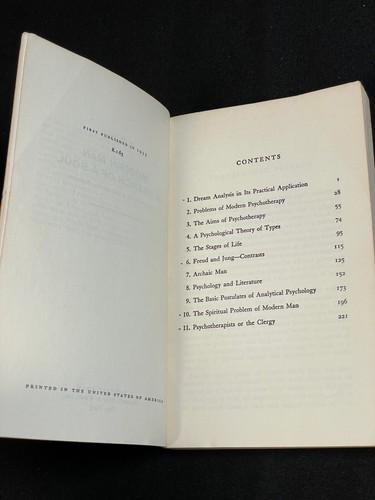 FIRST PUBLISHED IN 1933
K.1.65
PRINTED IN THE UNITED STATES OF AMERICA
CONTENTS
- 1. Dream Analysis in Its Practical Application 1
2. Problems of Modern Psychotherapy 28
3. The Aims of Psychotherapy 55
4. A Psychological Theory of Types 74
5. The Stages of Life 95
- 6. Freud and Jung—Contrasts 115
7. Archaic Man 125
8. Psychology and Literature 152
9. The Basic Postulates of Analytical Psychology 173
- 10. The Spiritual Problem of Modern Man 196
- 11. Psychotherapists or the Clergy 221